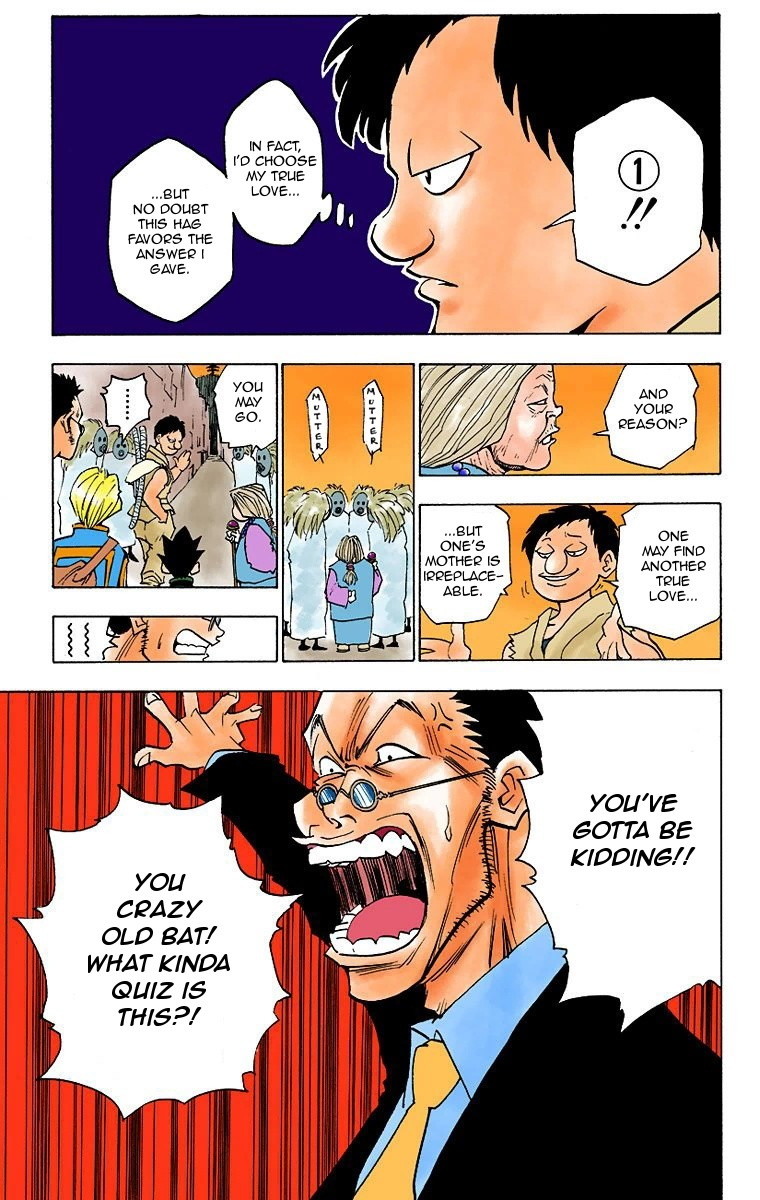 ①
!!
IN FACT,
I'D CHOOSE
MY TRUE
LOVE...
...BUT
NO DOUBT
THIS HAG
FAVORS THE
ANSWER I
GAVE.
AND
YOUR
REASON?
ONE
MAY FIND
ANOTHER
TRUE
LOVE...
...BUT
ONE'S
MOTHER IS
IRREPLACE-
ABLE.
MUTTER
MUTTER
YOU
MAY
GO.
......
YOU'VE
GOTTA BE
KIDDING!!
YOU
CRAZY
OLD BAT!
WHAT KINDA
QUIZ IS
THIS?!